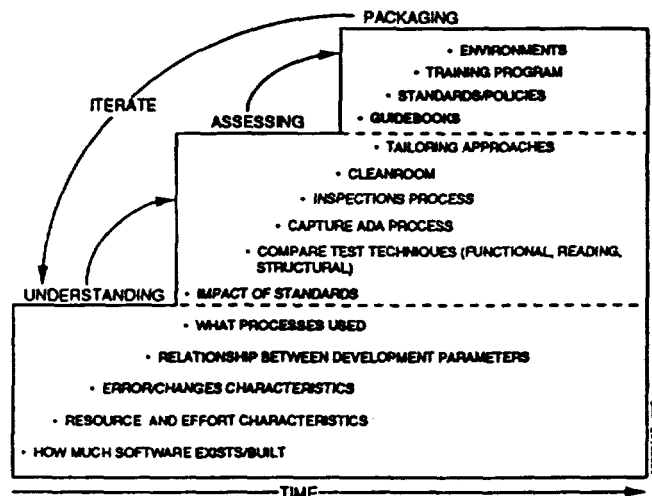 PACKAGING
• ENVIRONMENTS
• TRAINING PROGRAM
ITERATE
• STANDARDS/POLICIES
ASSESSING
• GUIDEBOOKS
• TAILORING APPROACHES
• CLEANROOM
• INSPECTIONS PROCESS
• CAPTURE ADA PROCESS
• COMPARE TEST TECHNIQUES (FUNCTIONAL, READING,
STRUCTURAL)
UNDERSTANDING
• IMPACT OF STANDARDS
• WHAT PROCESSES USED
• RELATIONSHIP BETWEEN DEVELOPMENT PARAMETERS
• ERROR/CHANGES CHARACTERISTICS
• RESOURCE AND EFFORT CHARACTERISTICS
• HOW MUCH SOFTWARE EXISTS/BUILT
TIME